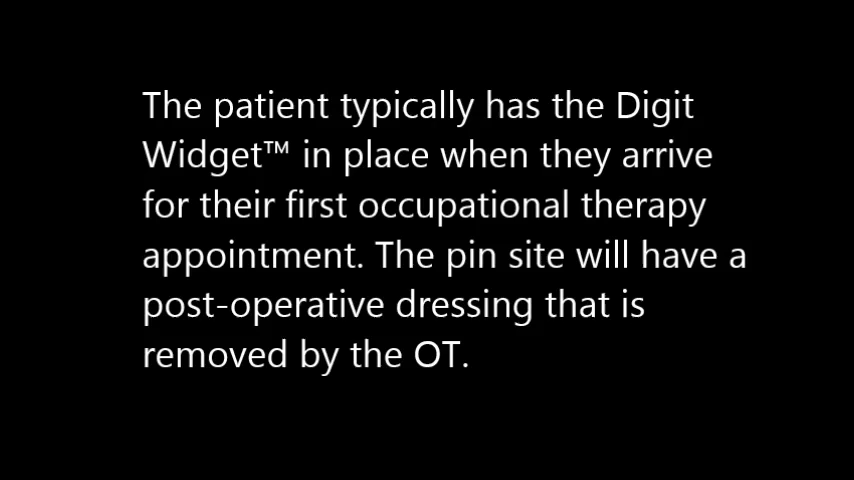 The patient typically has the Digit
Widget™ in place when they arrive
for their first occupational therapy
appointment. The pin site will have a
post-operative dressing that is
removed by the OT.